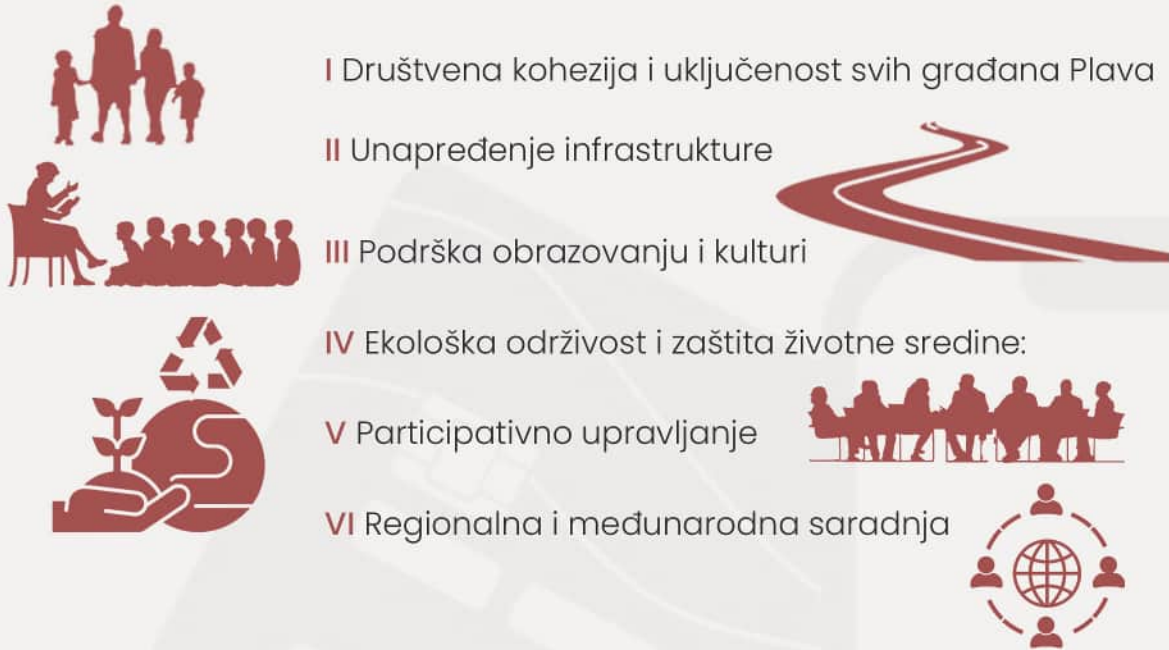 I Društvena kohezija i uključenost svih građana Plava
II Unapređenje infrastrukture
III Podrška obrazovanju i kulturi
IV Ekološka održivost i zaštita životne sredine:
V Participativno upravljanje
VI Regionalna i međunarodna saradnja